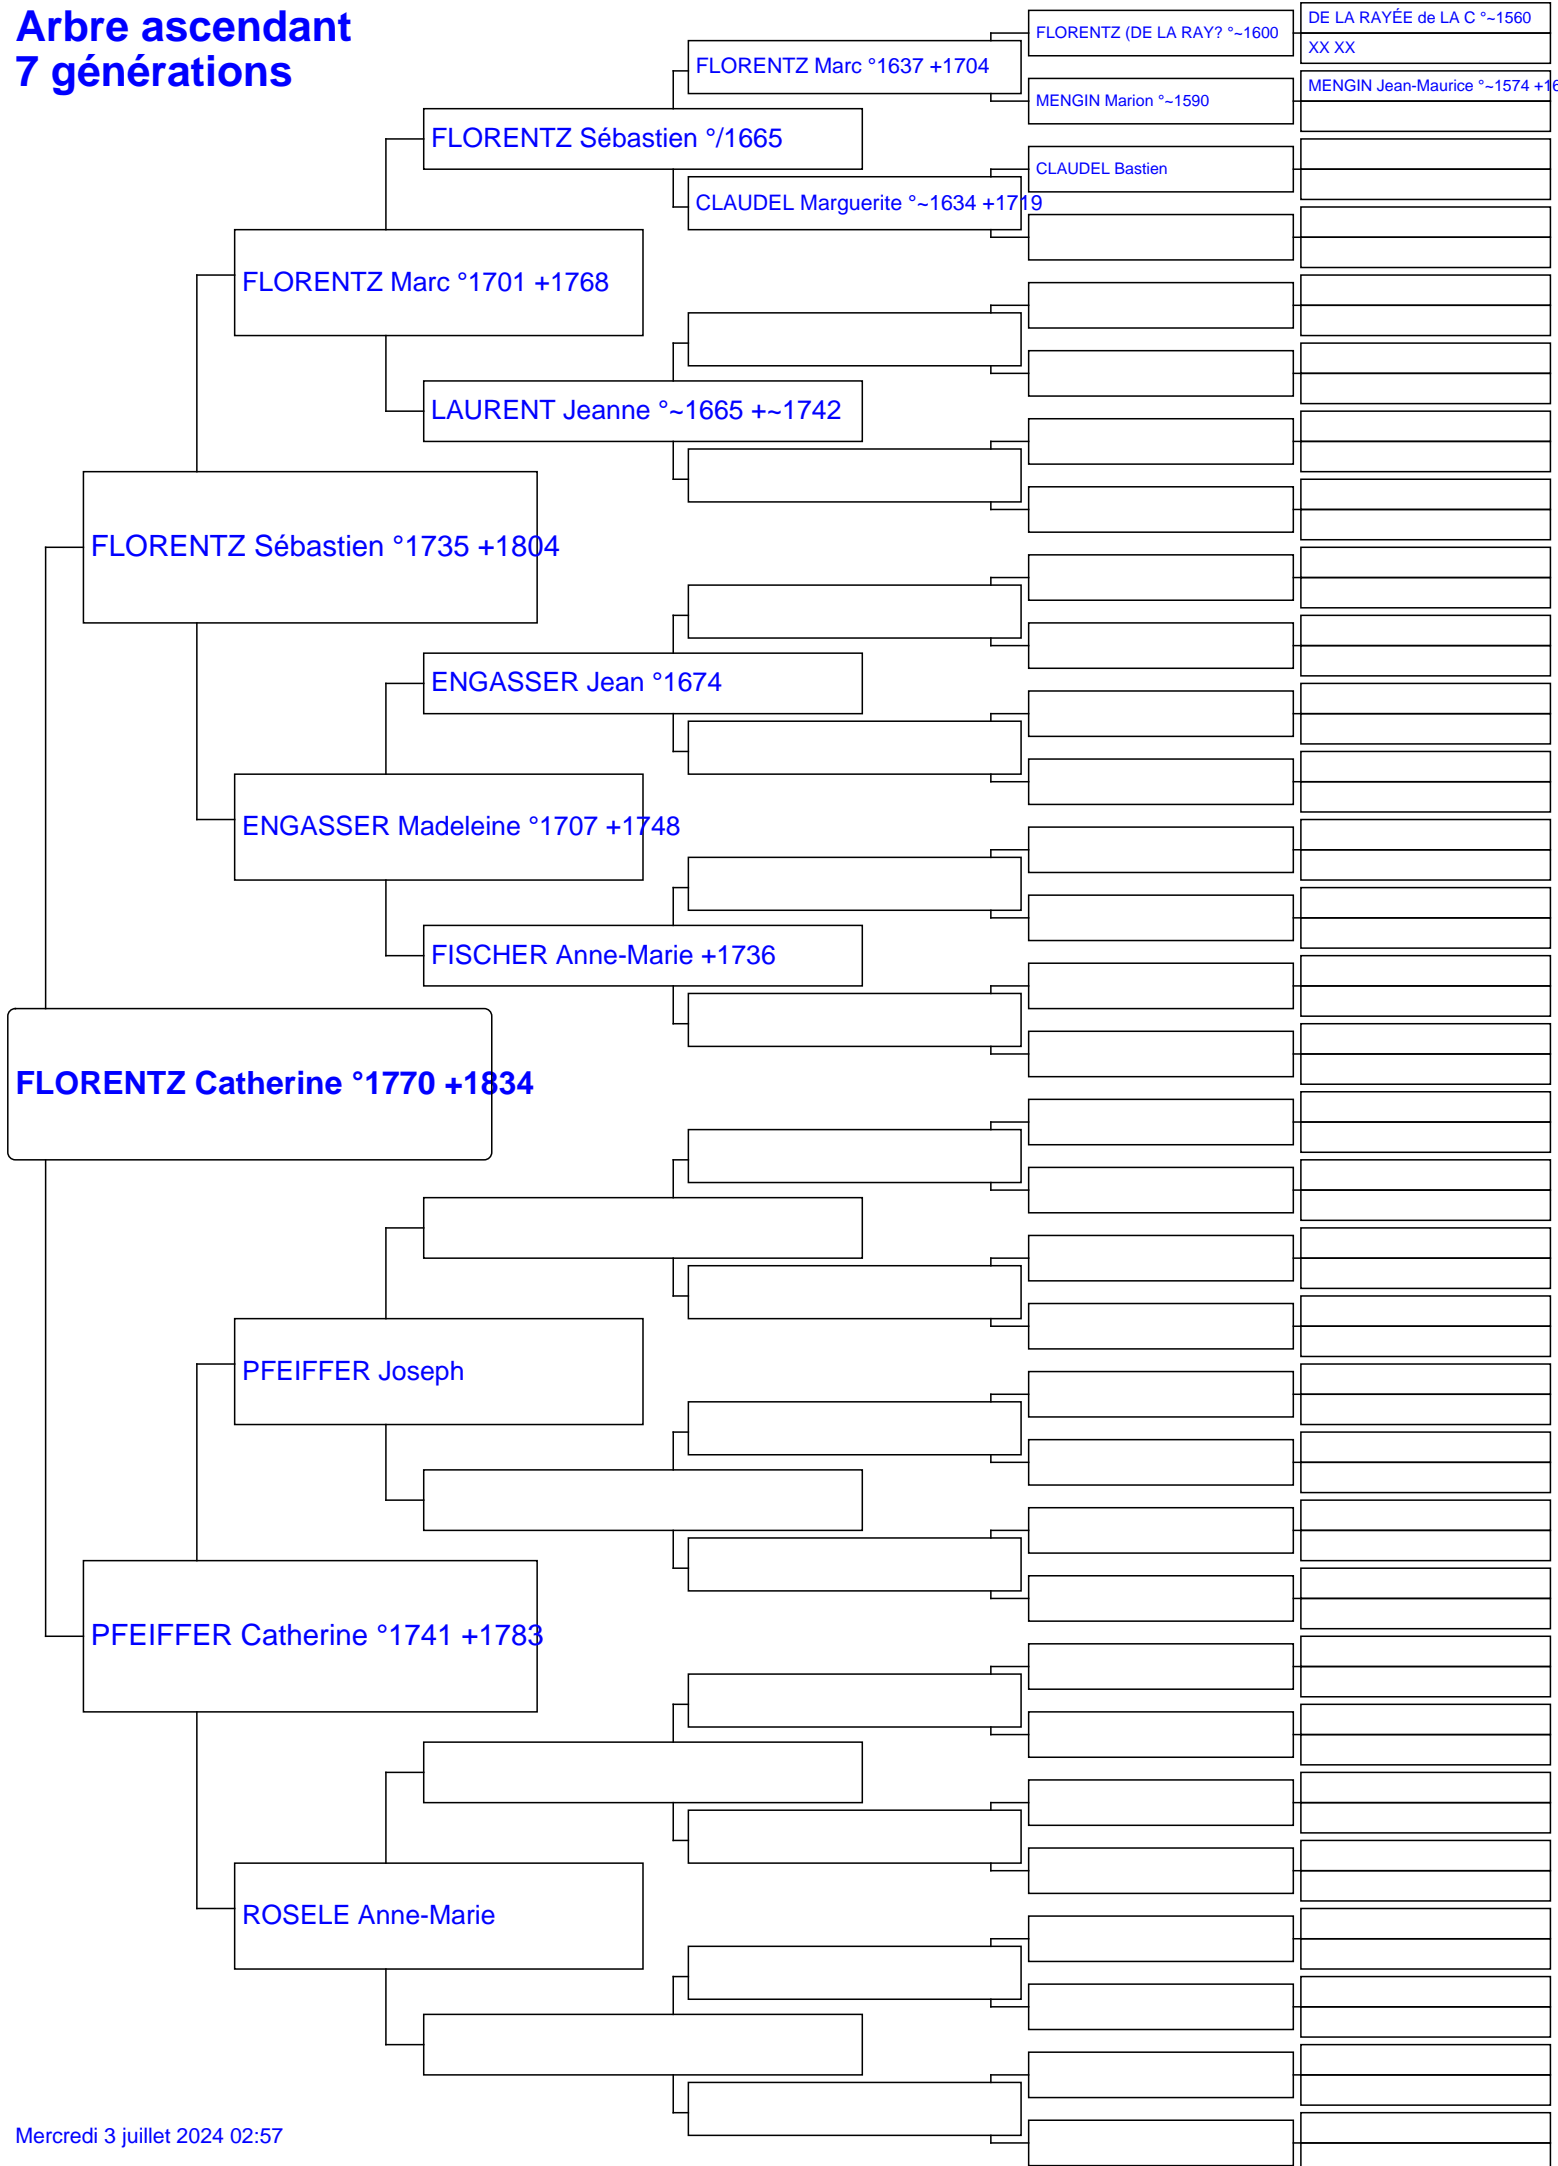 Arbre ascendant
7 générations
FLORENTZ (DE LA RAY? °~1600
DE LA RAYÉE de LA C °~1560
XX XX
FLORENTZ Marc °1637 +1704
MENGIN Marion °~1590
MENGIN Jean-Maurice °~1574 +16
FLORENTZ Sébastien °/1665
CLAUDEL Bastien
CLAUDEL Marguerite °~1634 +1719
FLORENTZ Marc °1701 +1768
LAURENT Jeanne °~1665 +~1742
FLORENTZ Sébastien °1735 +1804
ENGASSER Jean °1674
ENGASSER Madeleine °1707 +1748
FISCHER Anne-Marie +1736
FLORENTZ Catherine °1770 +1834
PFEIFFER Joseph
PFEIFFER Catherine °1741 +1783
ROSELE Anne-Marie
Mercredi 3 juillet 2024 02:57